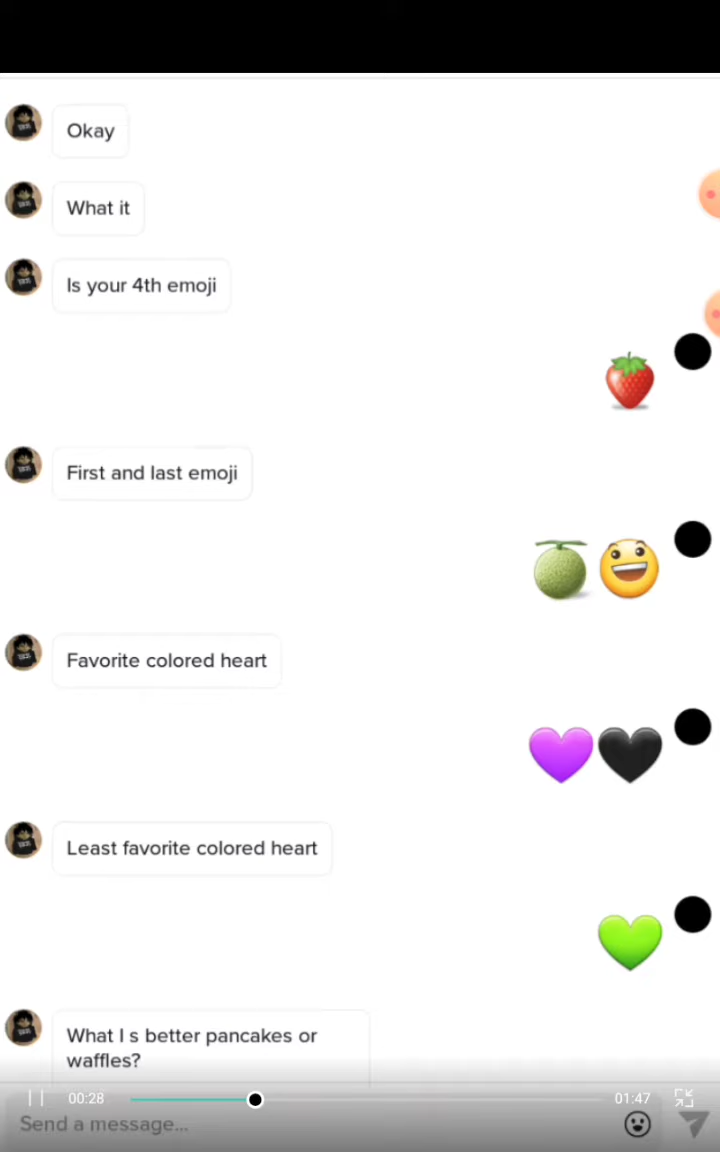 Okay
What it
Is your 4th emoji
First and last emoji
Favorite colored heart
Least favorite colored heart
What I s better pancakes or
waffles?
00:28
01:47
Send a message...